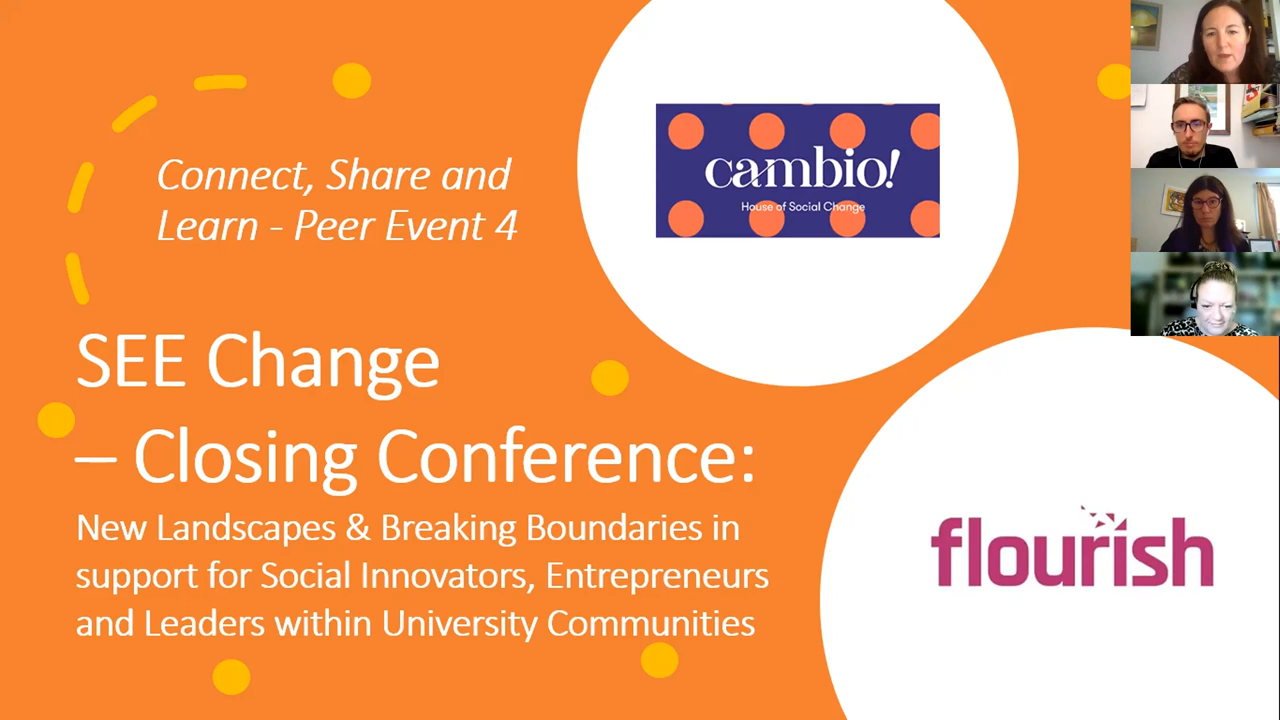 Connect, Share and
Learn - Peer Event 4
cambio!
House of Social Change
SEE Change
– Closing Conference:
New Landscapes & Breaking Boundaries in
support for Social Innovators, Entrepreneurs
and Leaders within University Communities
flourish